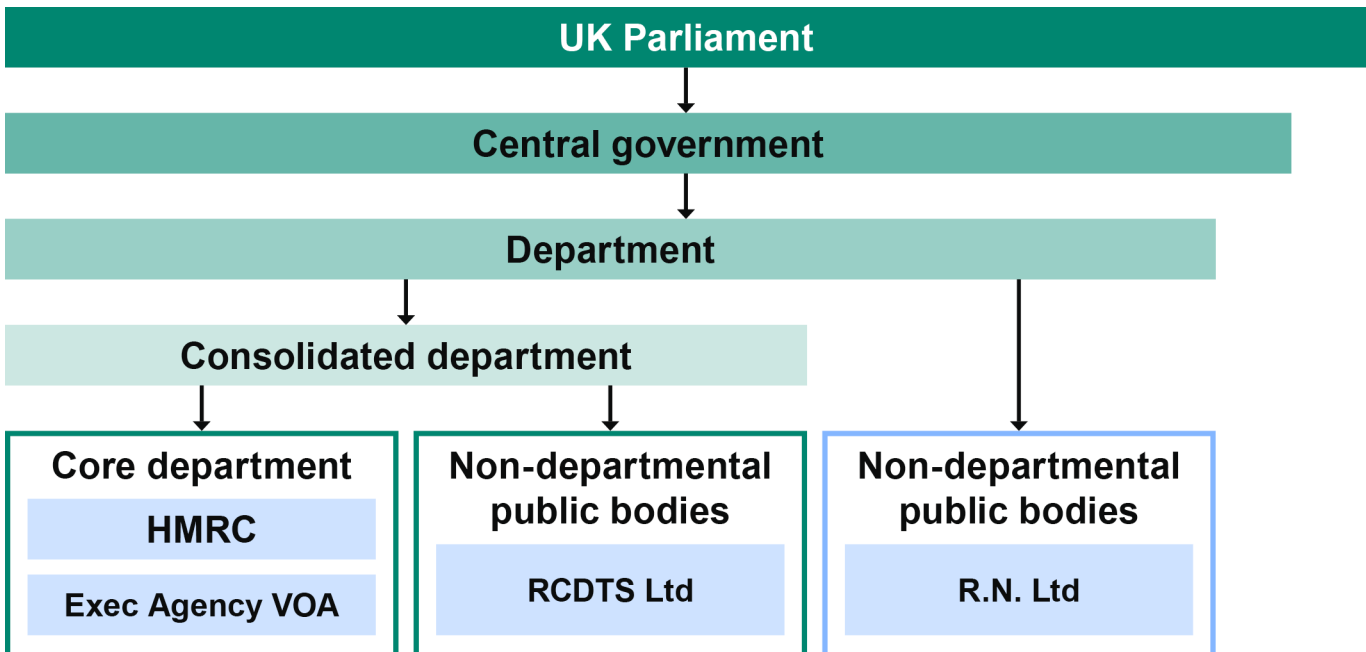 UK Parliament
Central government
Department
Consolidated department
Core department
HMRC
Exec Agency VOA
Non-departmental
public bodies
RCDTS Ltd
Non-departmental
public bodies
R.N. Ltd